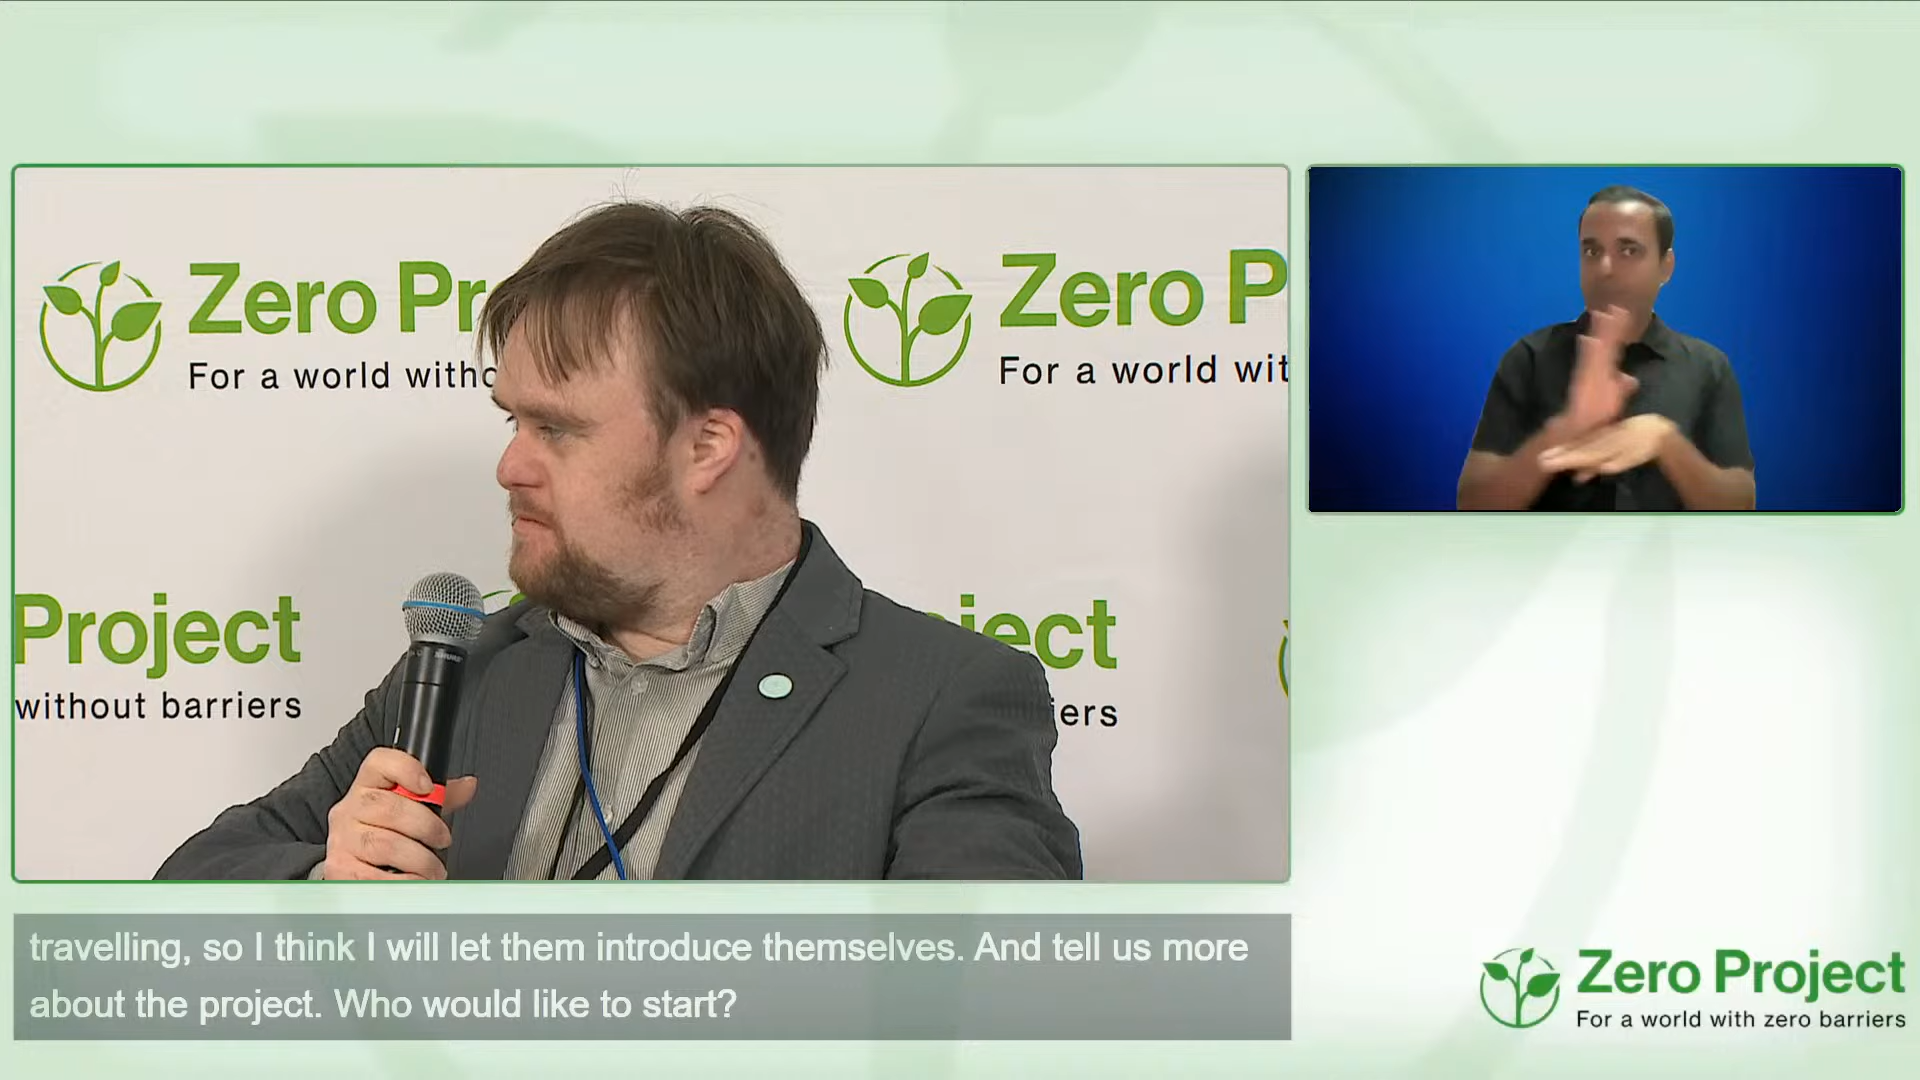 Zero Pr
For a world witho
Zero P
For a world wit
Project
without barriers
ject
iers
SHURE
travelling, so I think I will let them introduce themselves. And tell us more
about the project. Who would like to start?
Zero Project
For a world with zero barriers